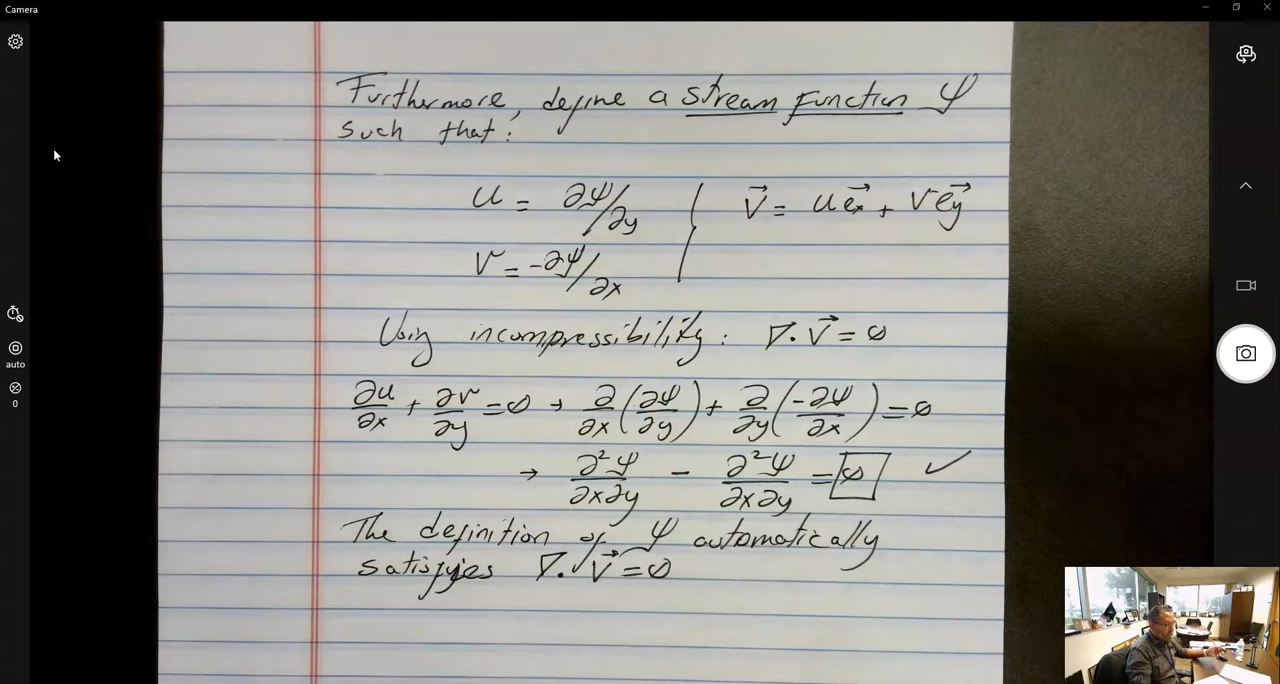 Camera
Furthermore, define a stream function Ψ
such that:
u = ∂Ψ/∂y | V⃗ = u e⃗x + v e⃗y
v = -∂Ψ/∂x
Using incompressibility: ∇·V⃗ = 0
∂u/∂x + ∂v/∂y = 0 → ∂/∂x (∂Ψ/∂y) + ∂/∂y (-∂Ψ/∂x) = 0
→ ∂²Ψ/∂x∂y - ∂²Ψ/∂x∂y = 0 ✓
The definition of Ψ automatically
satisfies ∇·V⃗ = 0
auto
0